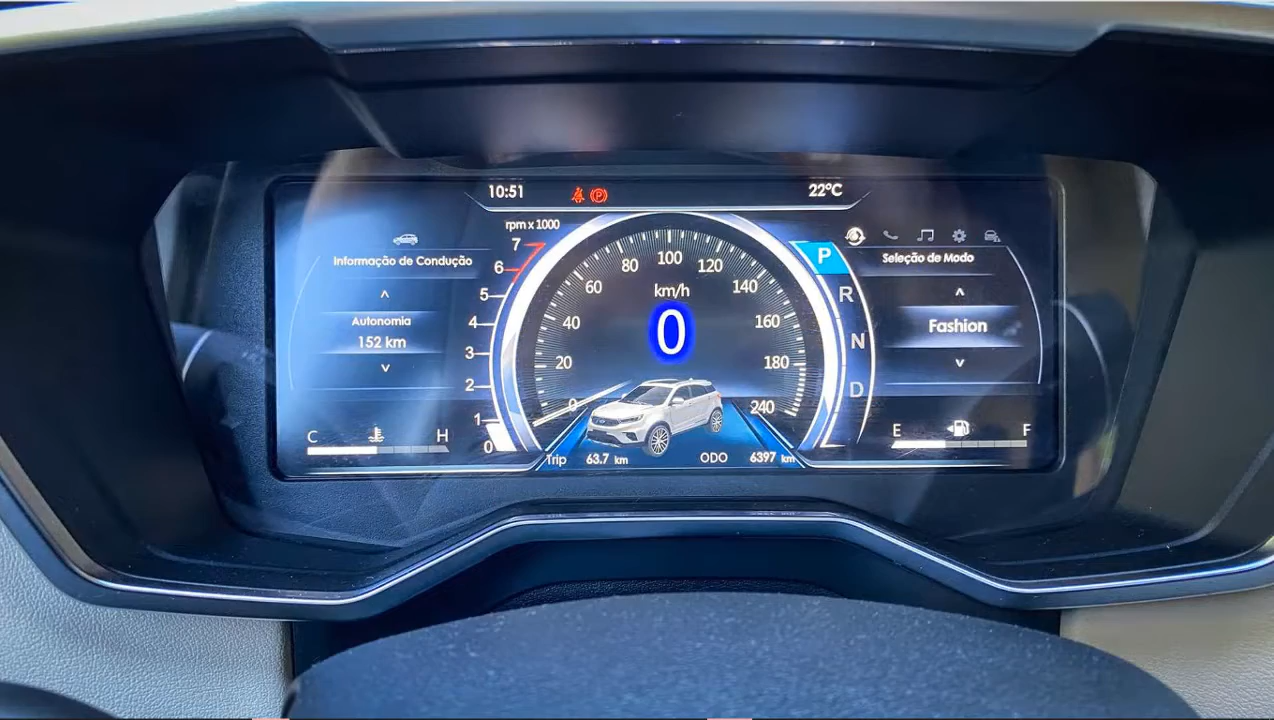 10:51
22°C
rpm x 1000
7
6
5
4
3
2
1
0
Informação de Condução
Autonomia
152 km
C
H
0
20
40
60
80
100
120
140
160
180
240
km/h
0
Trip 63.7 km
ODO 6397 km
P
R
N
D
Seleção de Modo
Fashion
E
F